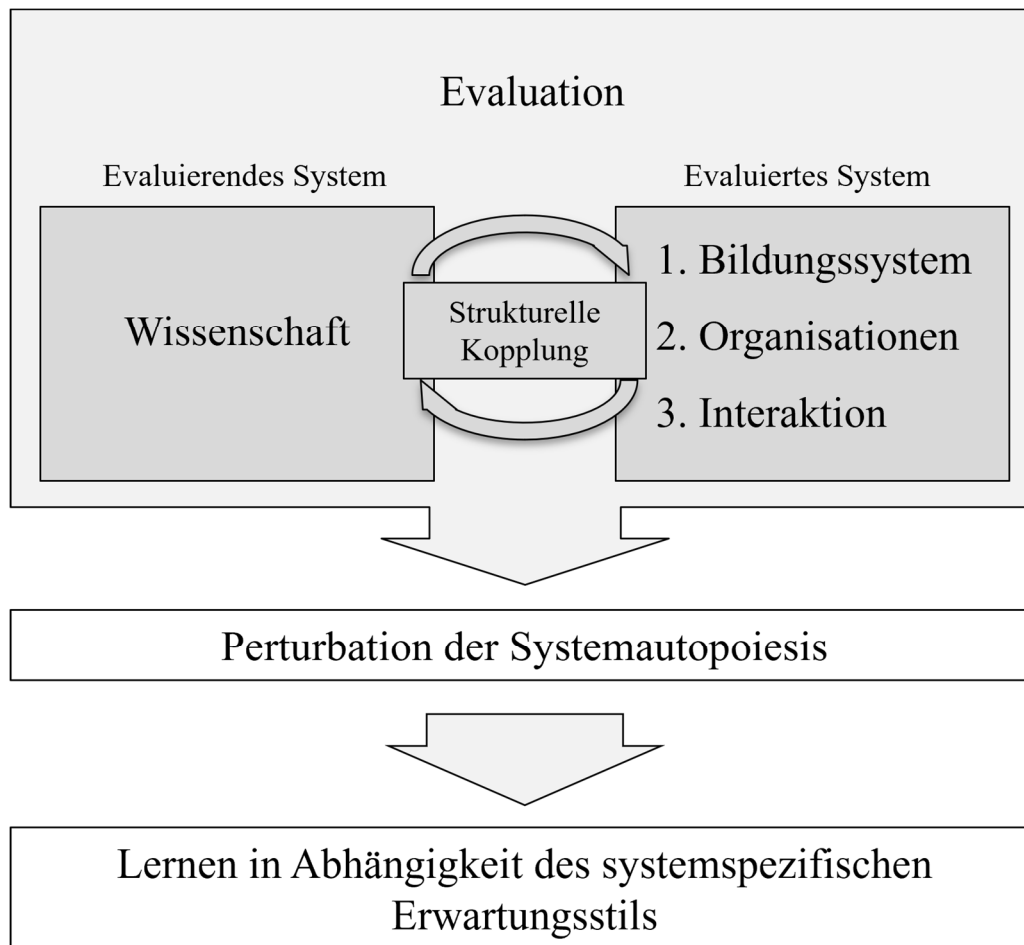 Evaluation
Evaluierendes System
Evaluiertes System
Wissenschaft
Strukturelle
Kopplung
1. Bildungssystem
2. Organisationen
3. Interaktion
Perturbation der Systemautopoiesis
Lernen in Abhängigkeit des systemspezifischen
Erwartungsstils